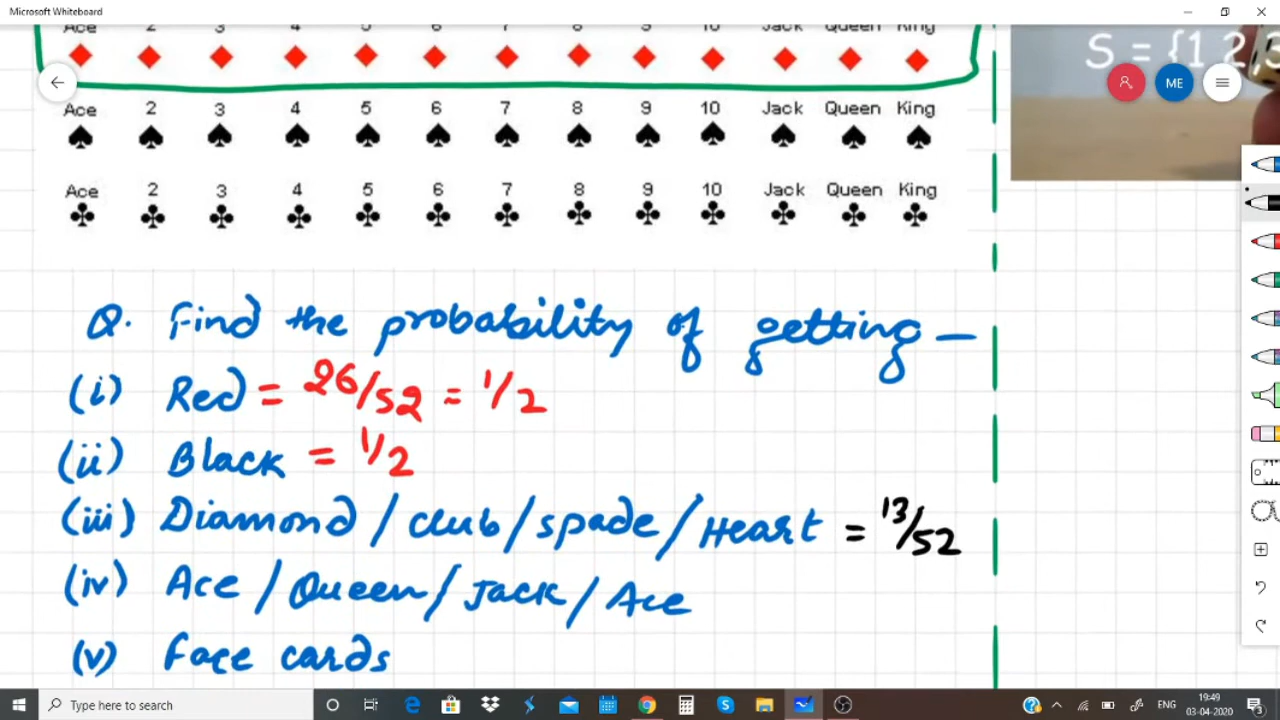 Microsoft Whiteboard
Ace 2 3 4 5 6 7 8 9 10 Jack Queen King
S = {1 2,3
ME
Ace 2 3 4 5 6 7 8 9 10 Jack Queen King
Ace 2 3 4 5 6 7 8 9 10 Jack Queen King
Q. Find the probability of getting —
(i) Red = 26/52 = 1/2
(ii) Black = 1/2
(iii) Diamond / club / spade / Heart = 13/52
(iv) Ace / Queen / Jack / Ace
(v) Face cards
Type here to search
ENG
19:49
03-04-2020
3